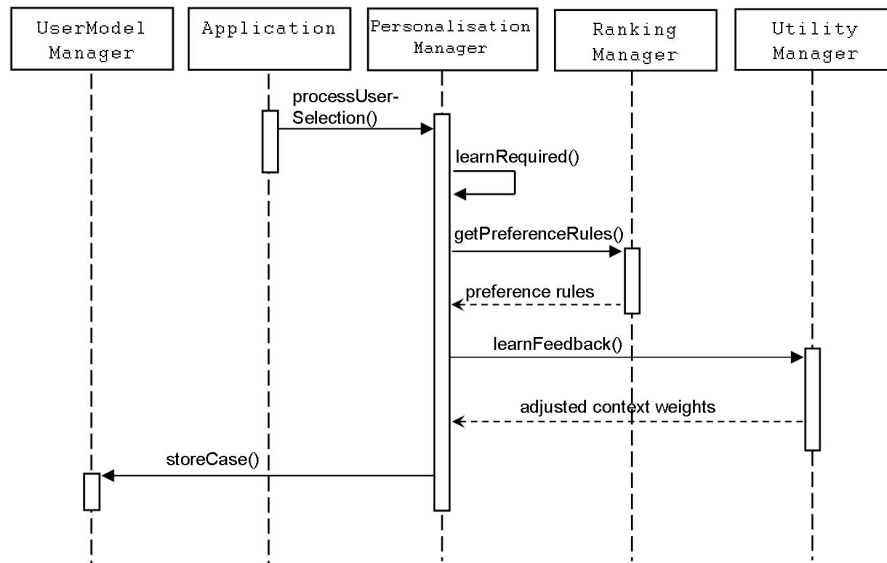 UserModel
Manager
Application
Personalisation
Manager
Ranking
Manager
Utility
Manager
processUser-
Selection()
learnRequired()
getPreferenceRules()
preference rules
learnFeedback()
adjusted context weights
storeCase()